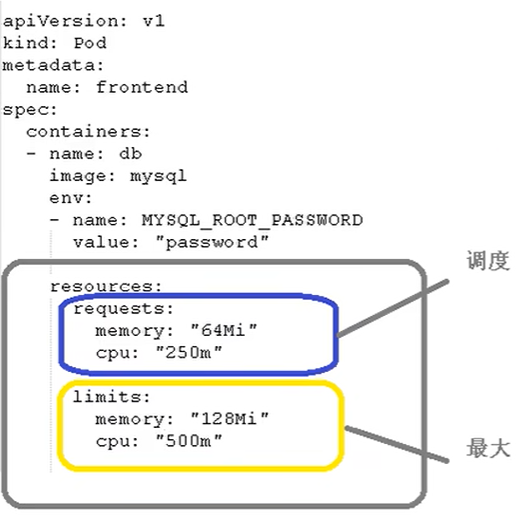 apiVersion: v1
kind: Pod
metadata:
  name: frontend
spec:
  containers:
  - name: db
    image: mysql
    env:
    - name: MYSQL_ROOT_PASSWORD
      value: "password"
    resources:
      requests:
        memory: "64Mi"
        cpu: "250m"
      limits:
        memory: "128Mi"
        cpu: "500m"
调度
最大